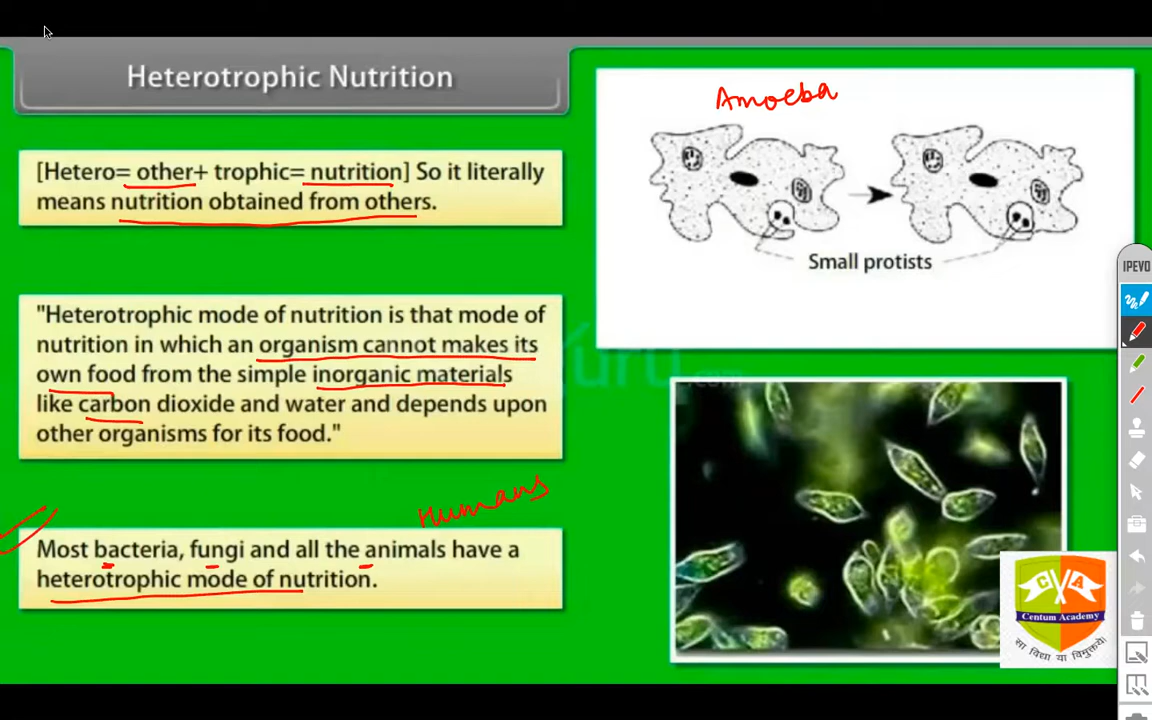 Heterotrophic Nutrition
[Hetero= other+ trophic= nutrition] So it literally
means nutrition obtained from others.
"Heterotrophic mode of nutrition is that mode of
nutrition in which an organism cannot makes its
own food from the simple inorganic materials
like carbon dioxide and water and depends upon
other organisms for its food."
Humans
Most bacteria, fungi and all the animals have a
heterotrophic mode of nutrition.
Amoeba
Small protists
IPEVO
C A
Centum Academy
सा विद्या या विमुक्तये